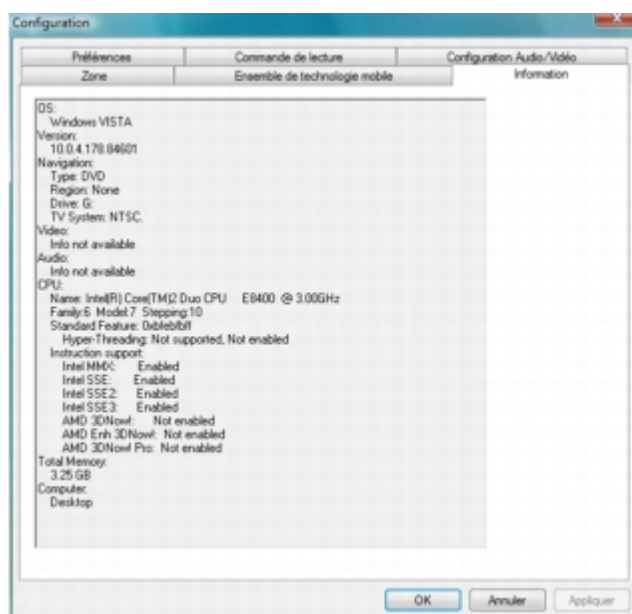 Configuration
Préférences Commande de lecture Configuration Audio/Vidéo
Zone Ensemble de technologie mobile Information
OS:
Windows VISTA
Version:
10.0.4.178.84601
Navigation:
Type: DVD
Region: None
Drive: G:
TV System: NTSC.
Video:
Info not available
Audio:
Info not available
CPU:
Name: Intel(R) Core(TM)2 Duo CPU E8400 @ 3.00GHz
Family:6 Model:7 Stepping:10
Standard Feature: 0xbfebfbff
Hyper-Threading: Not supported, Not enabled
Instruction support:
Intel MMX: Enabled
Intel SSE: Enabled
Intel SSE2: Enabled
Intel SSE3: Enabled
AMD 3DNow!: Not enabled
AMD Enh 3DNow!: Not enabled
AMD 3DNow! Pro: Not enabled
Total Memory:
3.25 GB
Computer:
Desktop
OK Annuler Appliquer